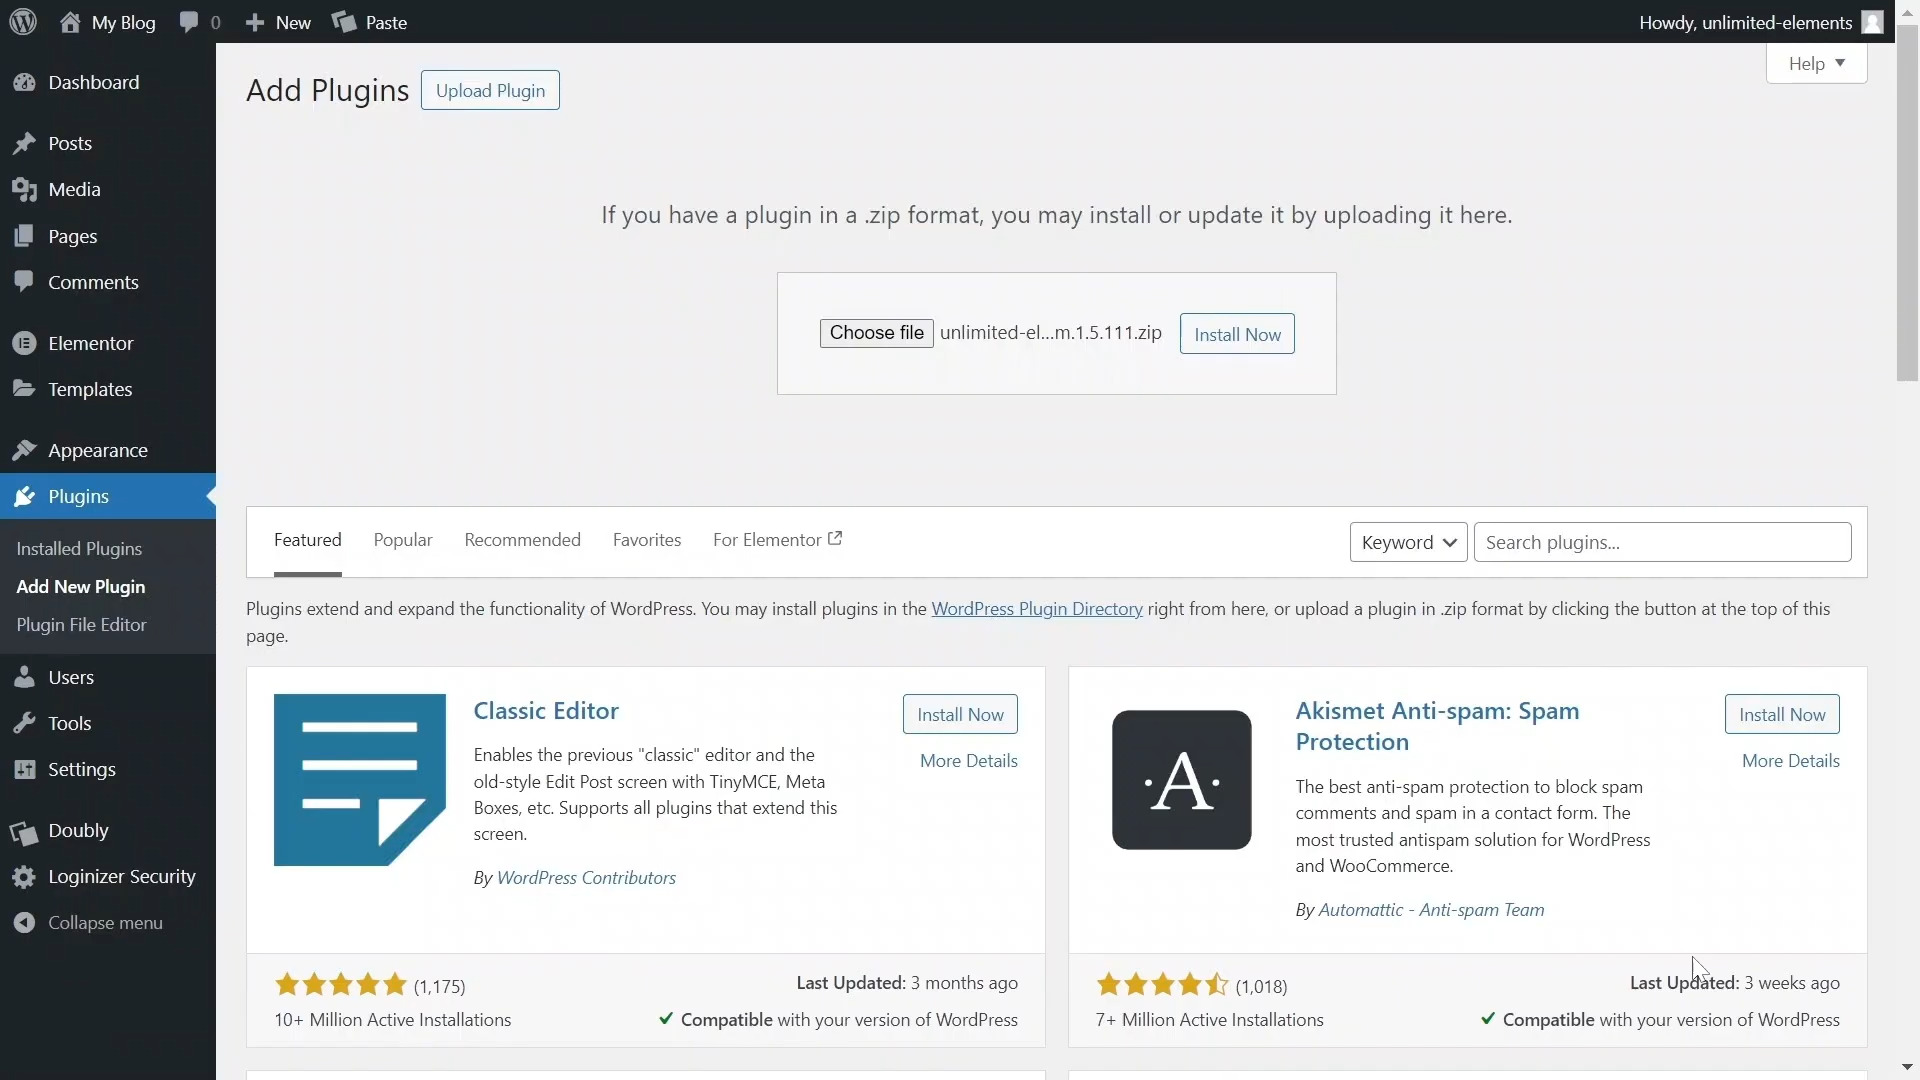 My Blog 0 New Paste Howdy, unlimited-elements
Help
Add Plugins Upload Plugin
Dashboard
Posts
Media
Pages
Comments
Elementor
Templates
Appearance
Plugins
Installed Plugins
Add New Plugin
Plugin File Editor
Users
Tools
Settings
Doubly
Loginizer Security
Collapse menu
If you have a plugin in a .zip format, you may install or update it by uploading it here.
Choose file unlimited-el...m.1.5.111.zip Install Now
Featured Popular Recommended Favorites For Elementor Keyword Search plugins...
Plugins extend and expand the functionality of WordPress. You may install plugins in the WordPress Plugin Directory right from here, or upload a plugin in .zip format by clicking the button at the top of this
page.
Classic Editor
Install Now
More Details
Enables the previous "classic" editor and the
old-style Edit Post screen with TinyMCE, Meta
Boxes, etc. Supports all plugins that extend this
screen.
By WordPress Contributors
(1,175)
Last Updated: 3 months ago
10+ Million Active Installations
Compatible with your version of WordPress
·A·
Akismet Anti-spam: Spam
Protection
Install Now
More Details
The best anti-spam protection to block spam
comments and spam in a contact form. The
most trusted antispam solution for WordPress
and WooCommerce.
By Automattic - Anti-spam Team
(1,018)
Last Updated: 3 weeks ago
7+ Million Active Installations
Compatible with your version of WordPress